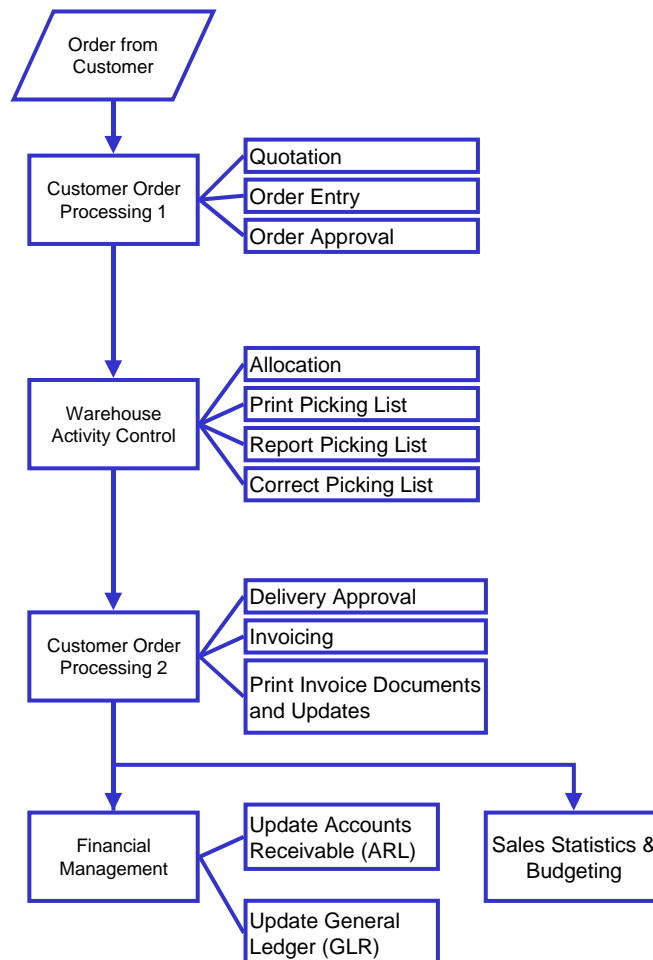 Order from
Customer
Customer Order
Processing 1
Quotation
Order Entry
Order Approval
Warehouse
Activity Control
Allocation
Print Picking List
Report Picking List
Correct Picking List
Customer Order
Processing 2
Delivery Approval
Invoicing
Print Invoice Documents
and Updates
Financial
Management
Update Accounts
Receivable (ARL)
Update General
Ledger (GLR)
Sales Statistics &
Budgeting